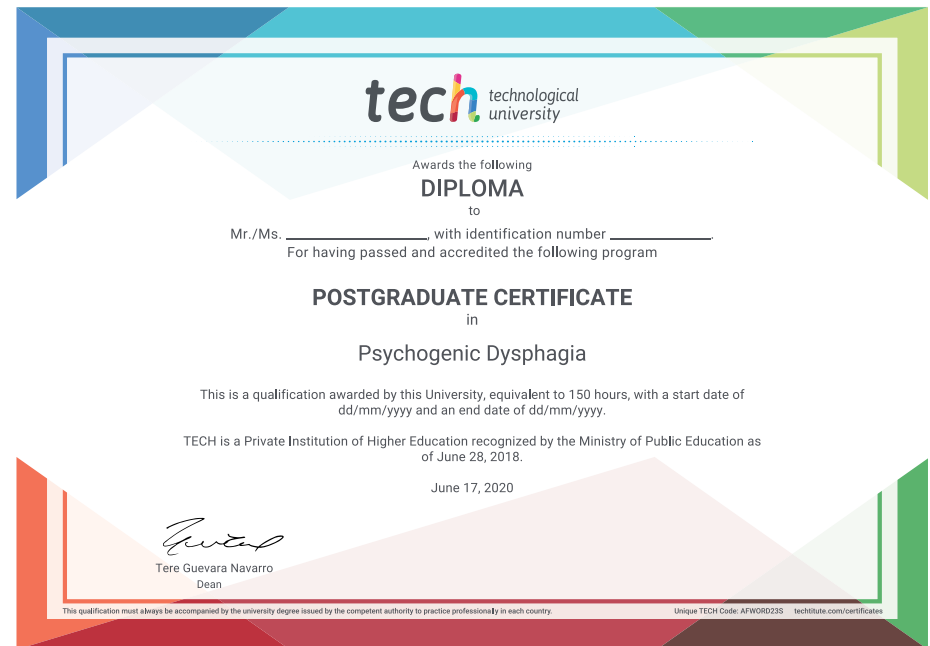 tech technological
university
Awards the following
DIPLOMA
to
Mr./Ms. ____________________, with identification number ______________.
For having passed and accredited the following program
POSTGRADUATE CERTIFICATE
in
Psychogenic Dysphagia
This is a qualification awarded by this University, equivalent to 150 hours, with a start date of
dd/mm/yyyy and an end date of dd/mm/yyyy.
TECH is a Private Institution of Higher Education recognized by the Ministry of Public Education as
of June 28, 2018.
June 17, 2020
Tere Guevara Navarro
Dean
This qualification must always be accompanied by the university degree issued by the competent authority to practice professionally in each country.
Unique TECH Code: AFWORD23S techtitute.com/certificates